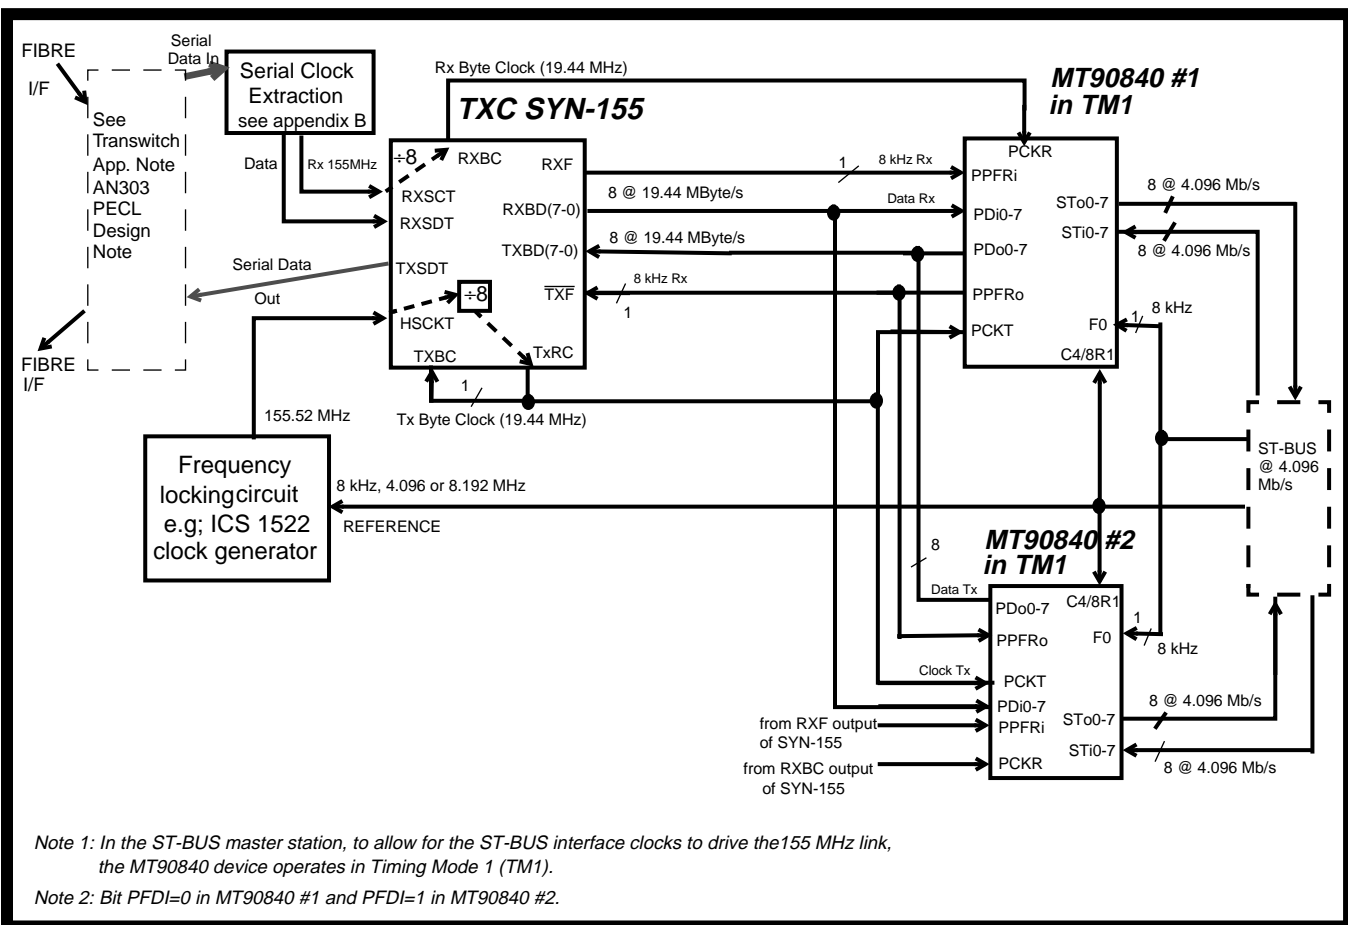 FIBRE
I/F
Serial
Data In
See
Transwitch
App. Note
AN303
PECL
Design
Note
Serial Clock
Extraction
see appendix B
Data
Rx 155MHz
Serial Data
Out
FIBRE
I/F
Rx Byte Clock (19.44 MHz)
TXC SYN-155
÷8
RXBC
RXF
RXSCT
RXBD(7-0)
RXSDT
TXBD(7-0)
TXSDT
÷8
TXF
HSCKT
TXBC
TxRC
1
Tx Byte Clock (19.44 MHz)
1
8 kHz Rx
8 @ 19.44 MByte/s
Data Rx
8 @ 19.44 MByte/s
8 kHz Rx
1
MT90840 #1
in TM1
PCKR
PPFRi
PDi0-7
STo0-7
STi0-7
PDo0-7
PPFRo
PCKT
F0
C4/8R1
8 @ 4.096 Mb/s
8 @ 4.096 Mb/s
1
8 kHz
ST-BUS
@ 4.096
Mb/s
155.52 MHz
Frequency
lockingcircuit
e.g; ICS 1522
clock generator
8 kHz, 4.096 or 8.192 MHz
REFERENCE
MT90840 #2
in TM1
8
Data Tx
PDo0-7
C4/8R1
PPFRo
F0
1
8 kHz
Clock Tx
PCKT
PDi0-7
PPFRi
STo0-7
STi0-7
PCKR
8 @ 4.096 Mb/s
8 @ 4.096 Mb/s
from RXF output
of SYN-155
from RXBC output
of SYN-155
Note 1: In the ST-BUS master station, to allow for the ST-BUS interface clocks to drive the155 MHz link,
the MT90840 device operates in Timing Mode 1 (TM1).
Note 2: Bit PFDI=0 in MT90840 #1 and PFDI=1 in MT90840 #2.